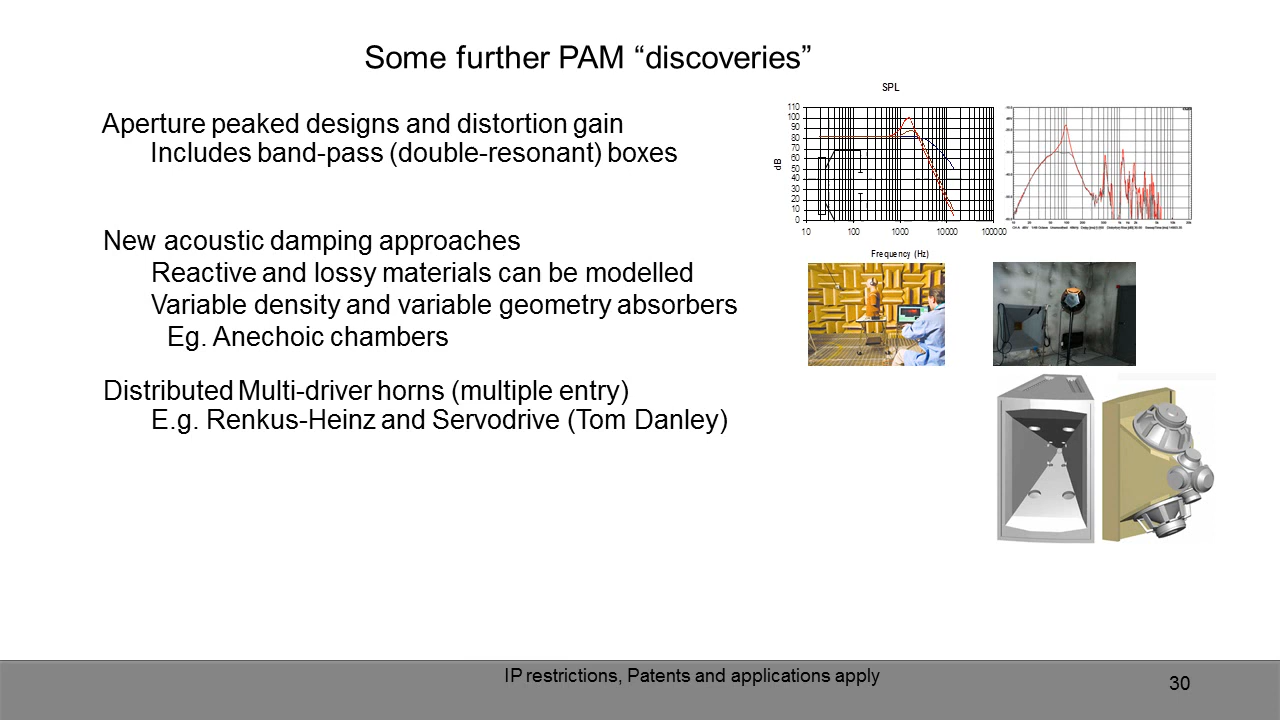 Some further PAM “discoveries”
Aperture peaked designs and distortion gain
Includes band-pass (double-resonant) boxes
New acoustic damping approaches
Reactive and lossy materials can be modelled
Variable density and variable geometry absorbers
Eg. Anechoic chambers
Distributed Multi-driver horns (multiple entry)
E.g. Renkus-Heinz and Servodrive (Tom Danley)
SPL
dB
110
100
90
80
70
60
50
40
30
20
10
0
10 100 1000 10000 100000
Frequency (Hz)
IP restrictions, Patents and applications apply
30